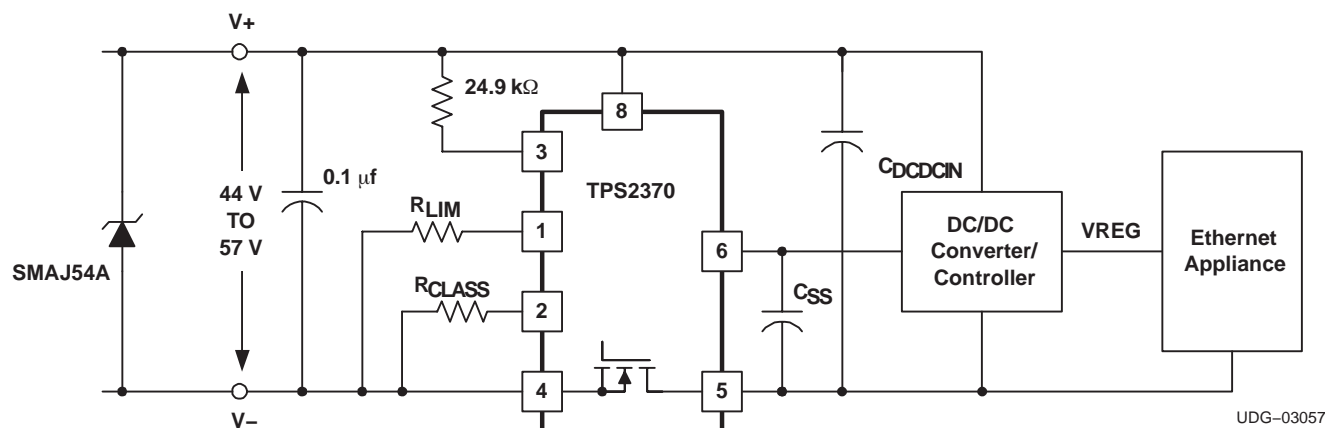 V+
24.9 kΩ
8
3
0.1 μf
CDCDCIN
TPS2370
44 V
TO
57 V
RLIM
1
6
DC/DC
Converter/
Controller
VREG
Ethernet
Appliance
SMAJ54A
RCLASS
2
CSS
4
5
V−
UDG−03057